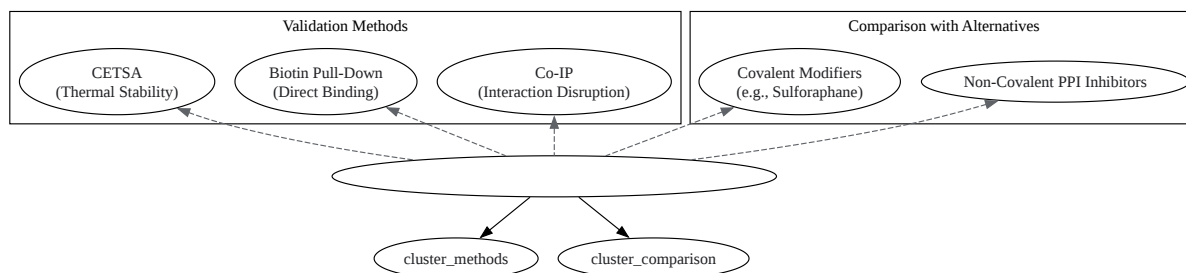 Validation Methods
Comparison with Alternatives
CETSA
(Thermal Stability)
Biotin Pull-Down
(Direct Binding)
Co-IP
(Interaction Disruption)
Covalent Modifiers
(e.g., Sulforaphane)
Non-Covalent PPI Inhibitors
cluster_methods
cluster_comparison